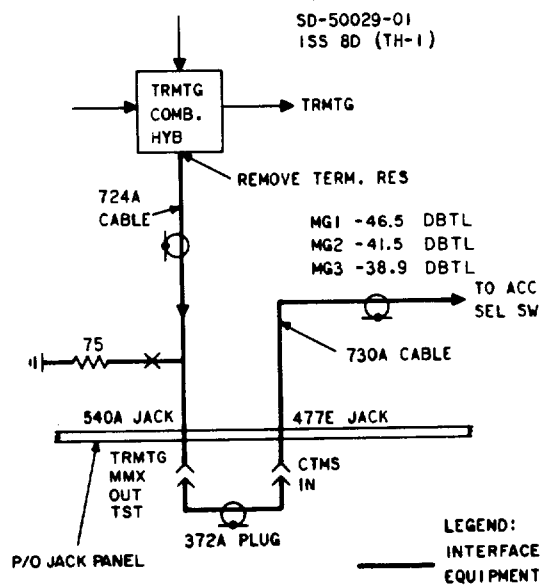 SD-50029-01
ISS 8D (TH-1)
TRMTG
COMB.
HYB
TRMTG
REMOVE TERM. RES
724A
CABLE
MG1 -46.5 DBTL
MG2 -41.5 DBTL
MG3 -38.9 DBTL
TO ACC
SEL SW
730A CABLE
75
540A JACK
477E JACK
TRMTG
MMX
OUT
TST
CTMS
IN
372A PLUG
P/O JACK PANEL
LEGEND:
INTERFACE
EQUIPMENT